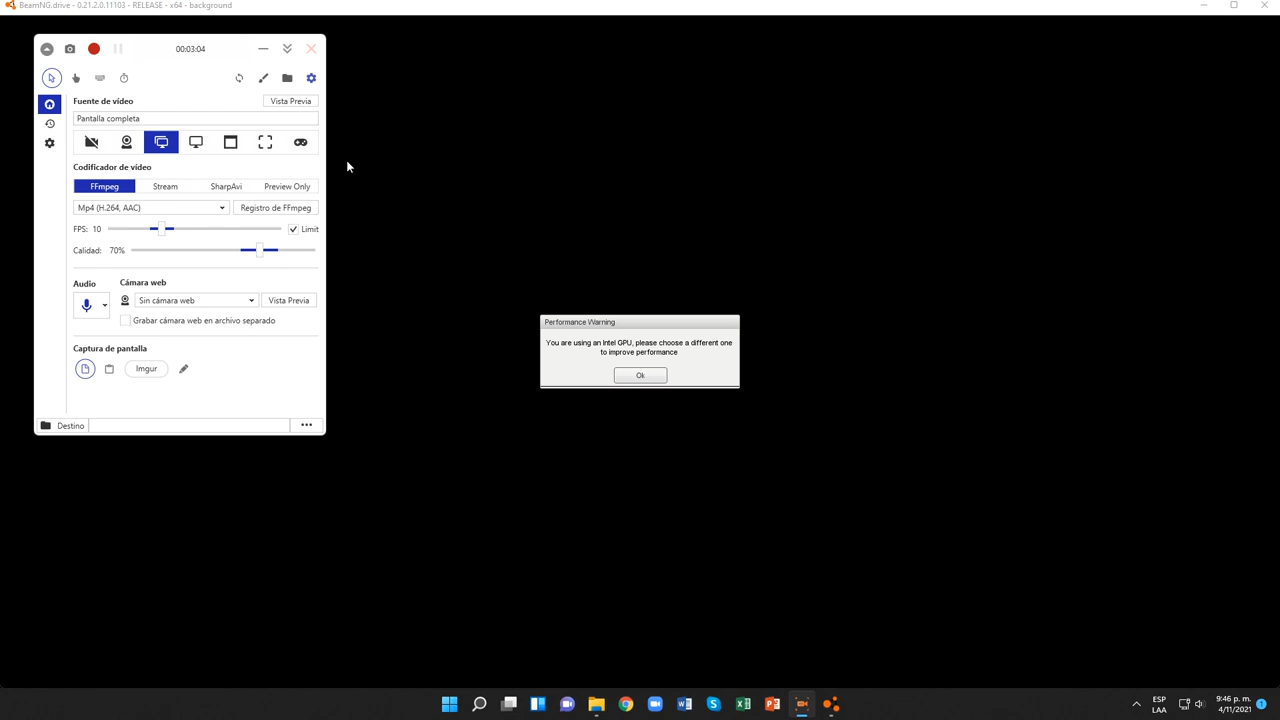 BeamNG.drive - 0.21.2.0.11103 - RELEASE - x64 - background
00:03:04
Fuente de vídeo
Vista Previa
Pantalla completa
Codificador de vídeo
FFmpeg
Stream
SharpAvi
Preview Only
Mp4 (H.264, AAC)
Registro de FFmpeg
FPS: 10
Limit
Calidad: 70%
Audio
Cámara web
Sin cámara web
Vista Previa
Grabar cámara web en archivo separado
Captura de pantalla
Imgur
Destino
Performance Warning
You are using an Intel GPU, please choose a different one
to improve performance
Ok
ESP
LAA
9:46 p. m.
4/11/2021